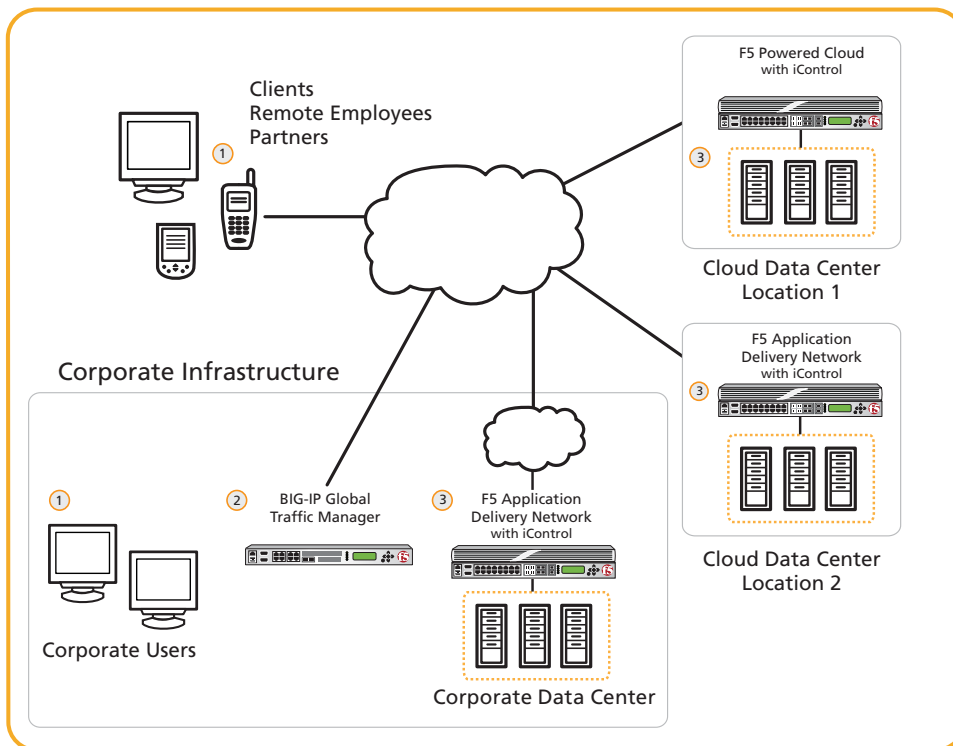 Clients
Remote Employees
Partners
1
F5 Powered Cloud
with iControl
3
Cloud Data Center
Location 1
F5 Application
Delivery Network
with iControl
3
Cloud Data Center
Location 2
Corporate Infrastructure
1
Corporate Users
2
BIG-IP Global
Traffic Manager
3
F5 Application
Delivery Network
with iControl
Corporate Data Center